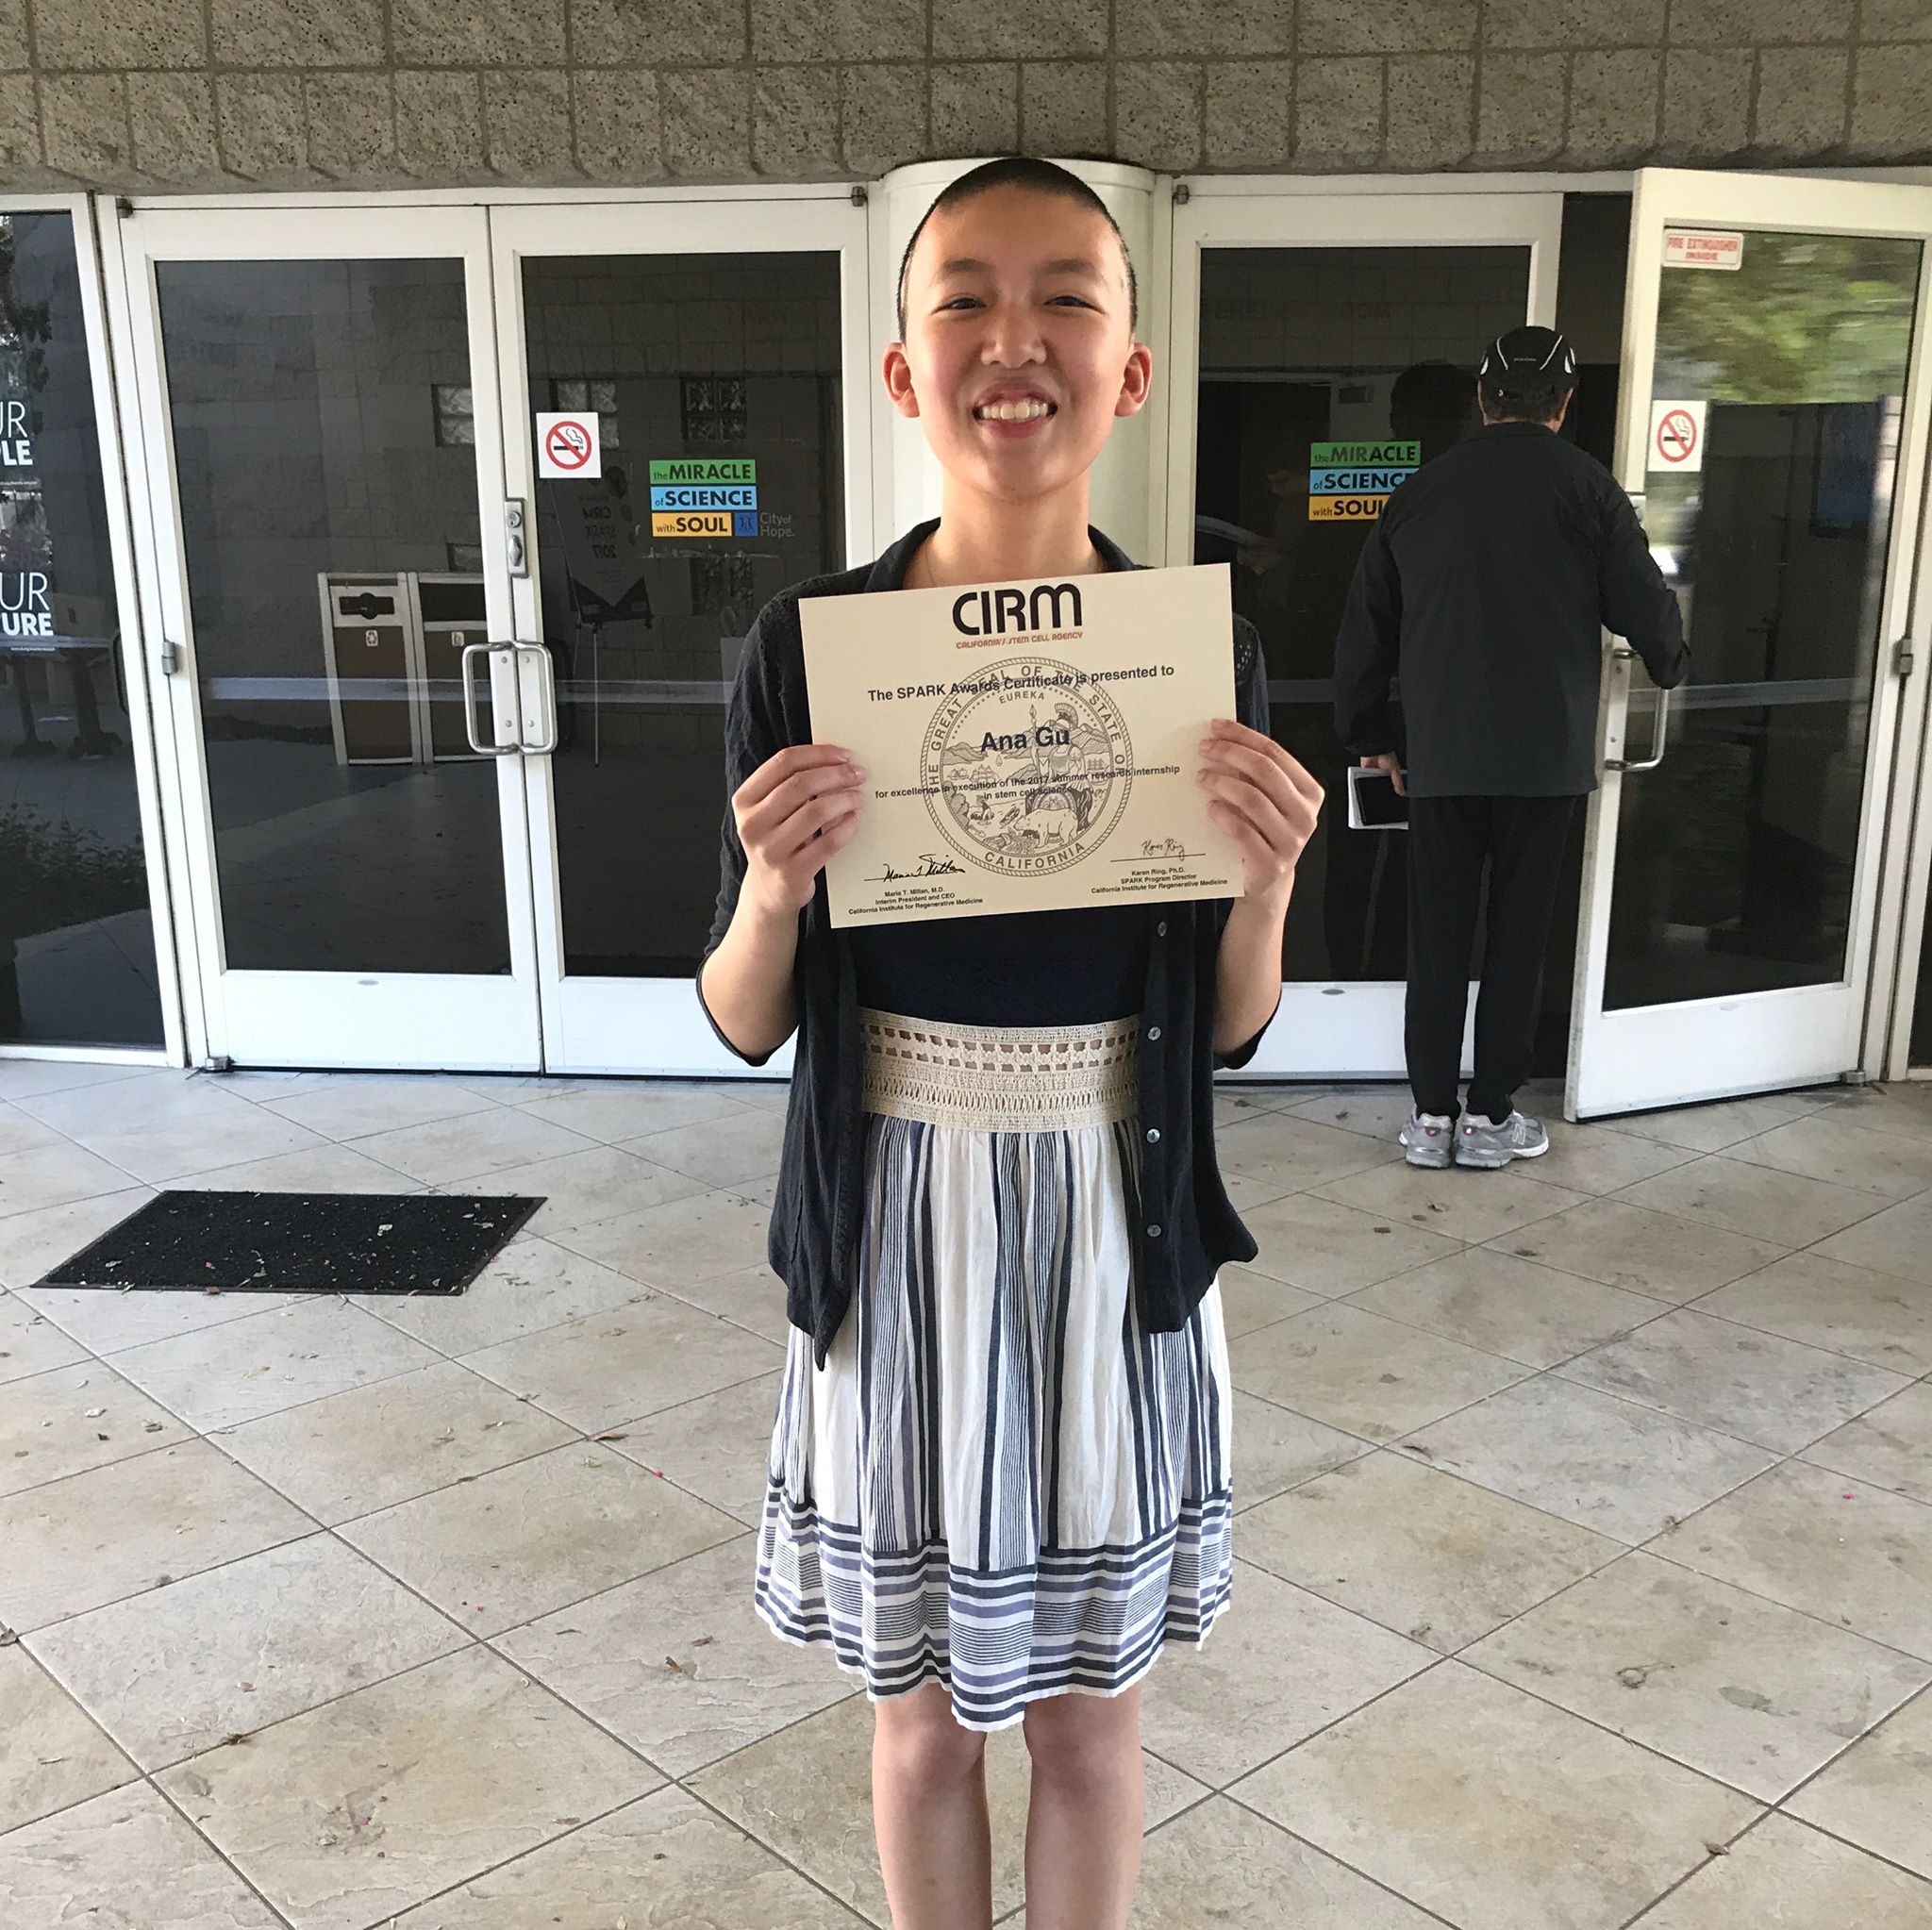 CIRM
CALIFORNIA'S STEM CELL AGENCY
The SPARK Awards Certificate is presented to
THE GREAT SEAL OF THE STATE OF CALIFORNIA
EUREKA
Ana Gu
for excellence in execution of the 2017 summer research internship
in stem cell science
Maria T. Millan, M.D.
Interim President and CEO
California Institute for Regenerative Medicine
Karen Ring, Ph.D.
SPARK Program Director
California Institute for Regenerative Medicine
the MIRACLE
of SCIENCE
with SOUL
City of
Hope.
the MIRACLE
of SCIENCE
with SOUL
FIRE EXTINGUISHER
INSIDE
UR
PLE
UR
TURE
CIRM
SPARK
2017